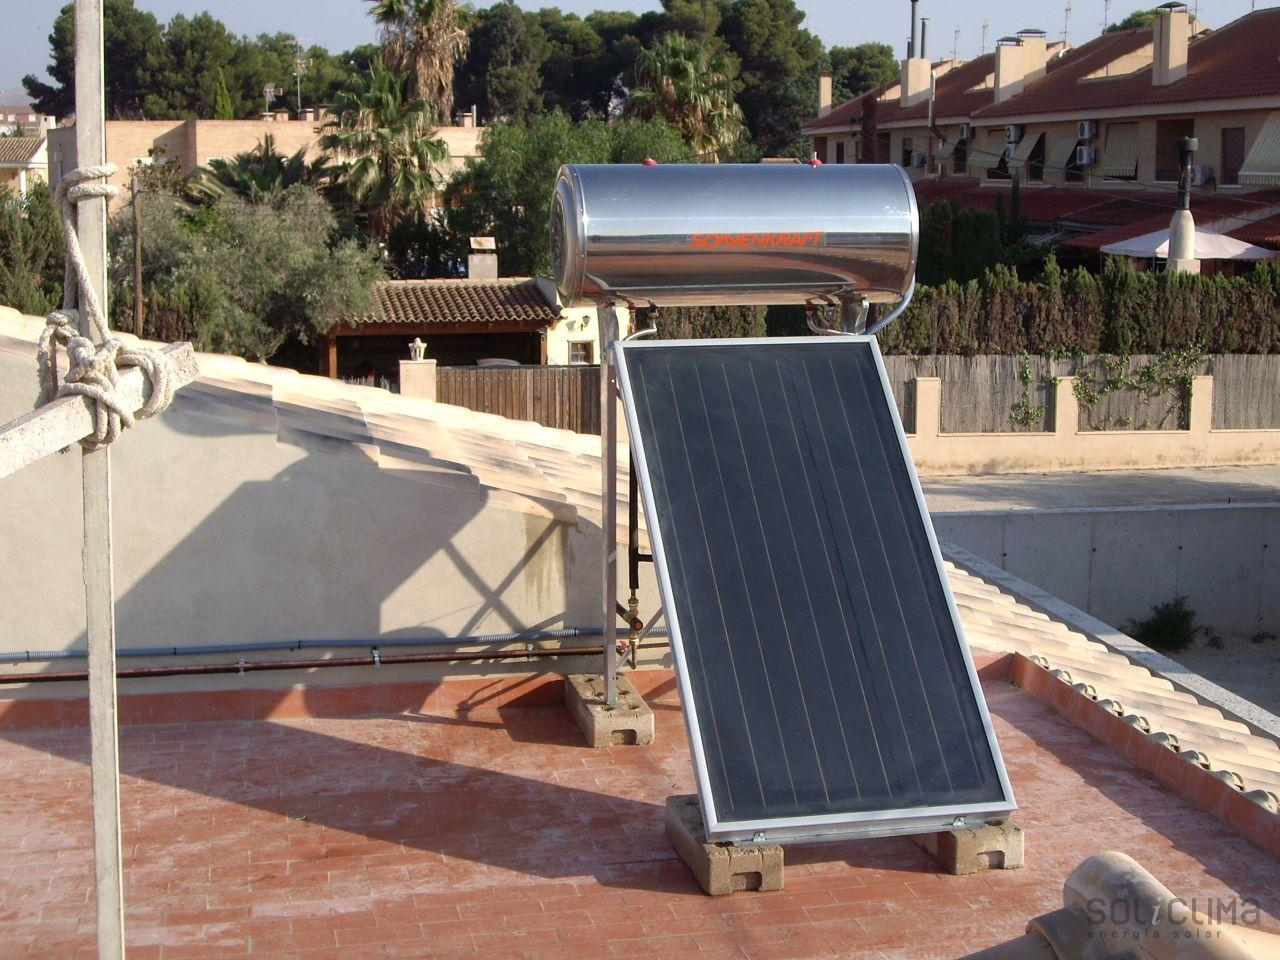 SONNENKRAFT
SOLiCLIMA
energía solar